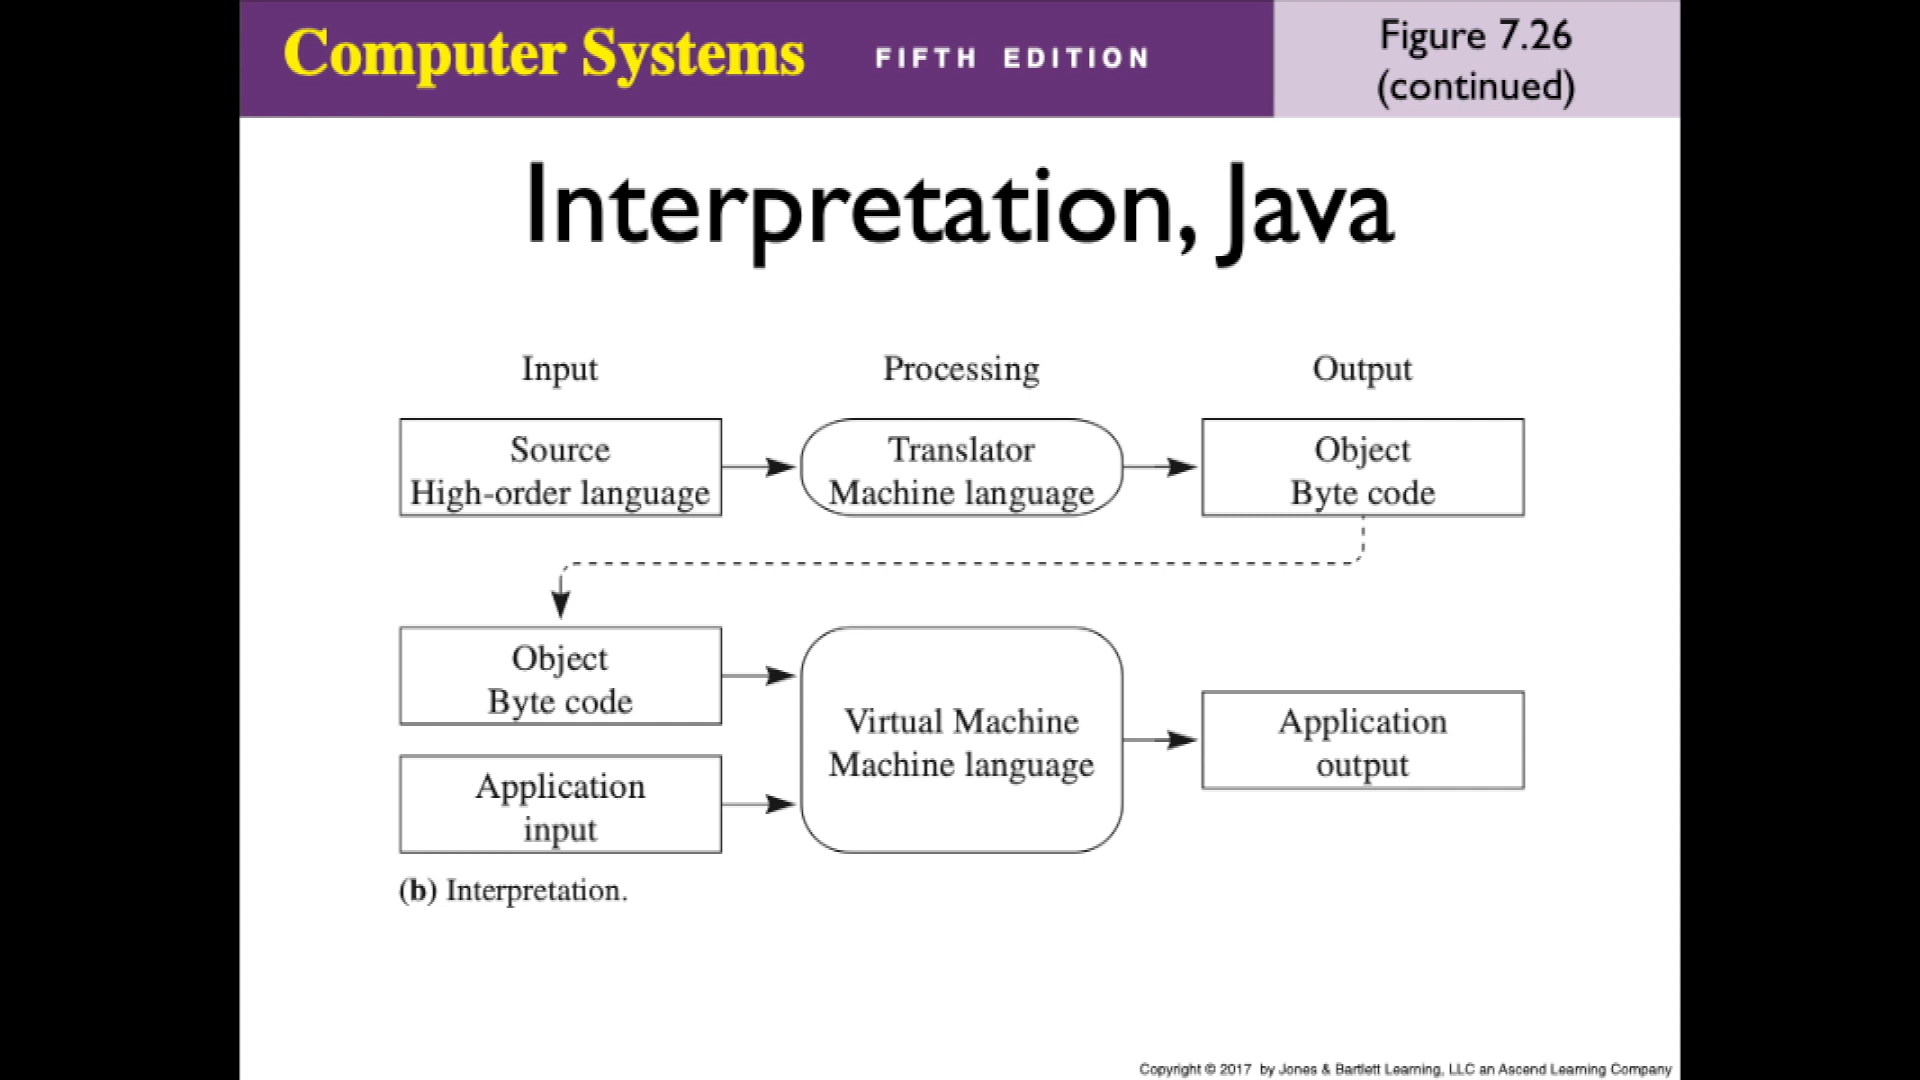 Computer Systems FIFTH EDITION
Figure 7.26
(continued)
Interpretation, Java
Input Processing Output
Source
High-order language
Translator
Machine language
Object
Byte code
Object
Byte code
Application
input
Virtual Machine
Machine language
Application
output
(b) Interpretation.
Copyright © 2017 by Jones & Bartlett Learning, LLC an Ascend Learning Company